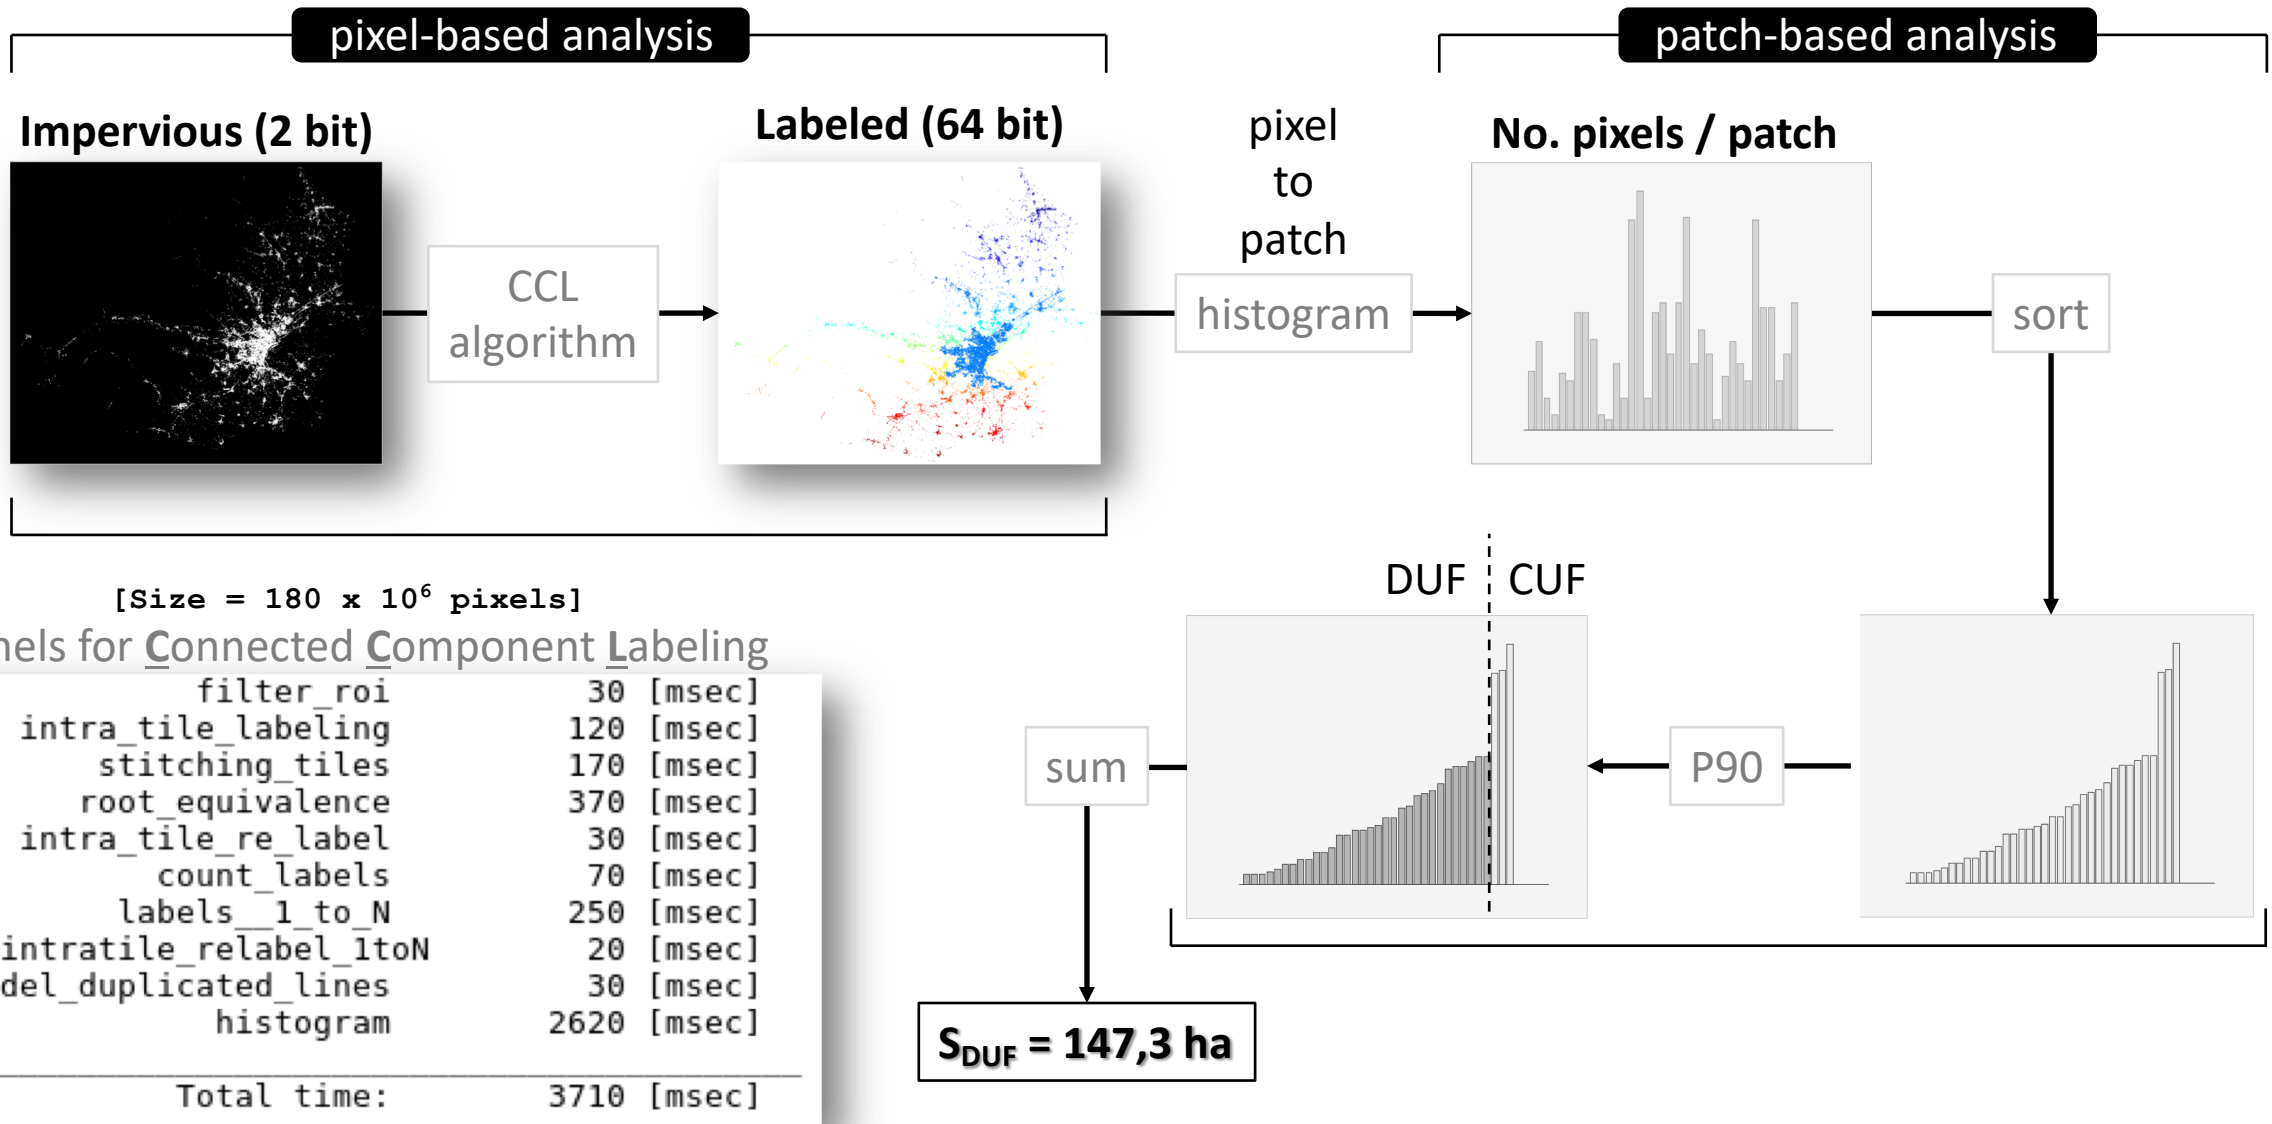 pixel-based analysis
patch-based analysis
Impervious (2 bit)
Labeled (64 bit)
pixel
to
patch
No. pixels / patch
CCL
algorithm
histogram
sort
DUF
CUF
[Size = 180 x 10⁶ pixels]
for Connected Component Labeling
filter_roi 30 [msec]
intra_tile_labeling 120 [msec]
stitching_tiles 170 [msec]
root_equivalence 370 [msec]
intra_tile_re_label 30 [msec]
count_labels 70 [msec]
labels__1_to_N 250 [msec]
intratile_relabel_1toN 20 [msec]
del_duplicated_lines 30 [msec]
histogram 2620 [msec]
Total time: 3710 [msec]
sum
P90
S_DUF = 147,3 ha